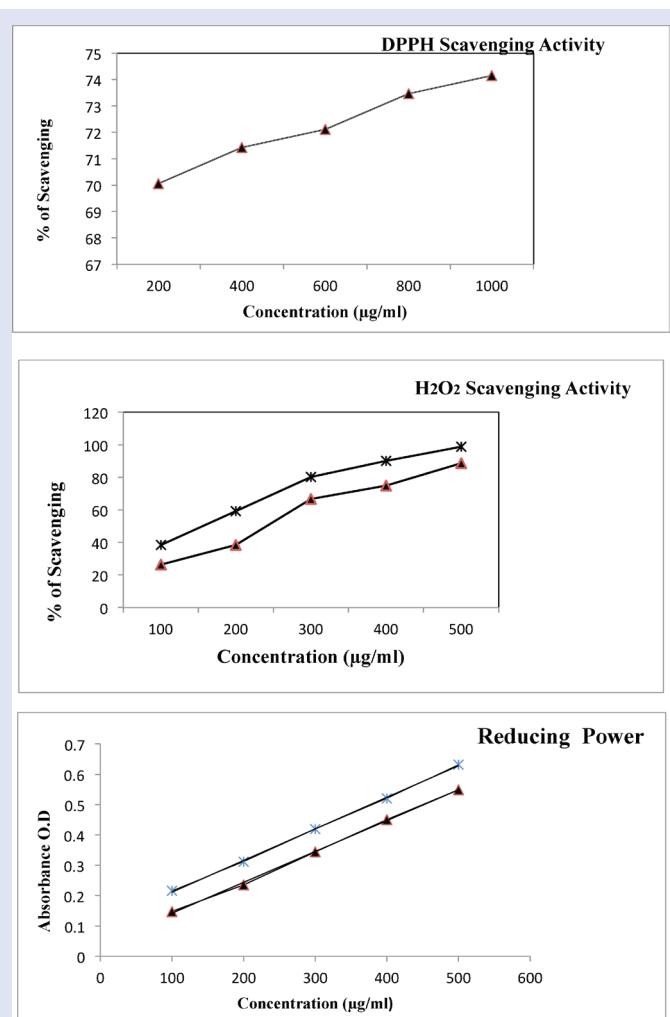 DPPH Scavenging Activity
75
74
73
72
71
70
69
68
67
% of Scavenging
200 400 600 800 1000
Concentration (µg/ml)
H2O2 Scavenging Activity
120
100
80
60
40
20
0
% of Scavenging
100 200 300 400 500
Concentration (µg/ml)
Reducing Power
0.7
0.6
0.5
0.4
0.3
0.2
0.1
0
Absorbance O.D
0 100 200 300 400 500 600
Concentration (µg/ml)